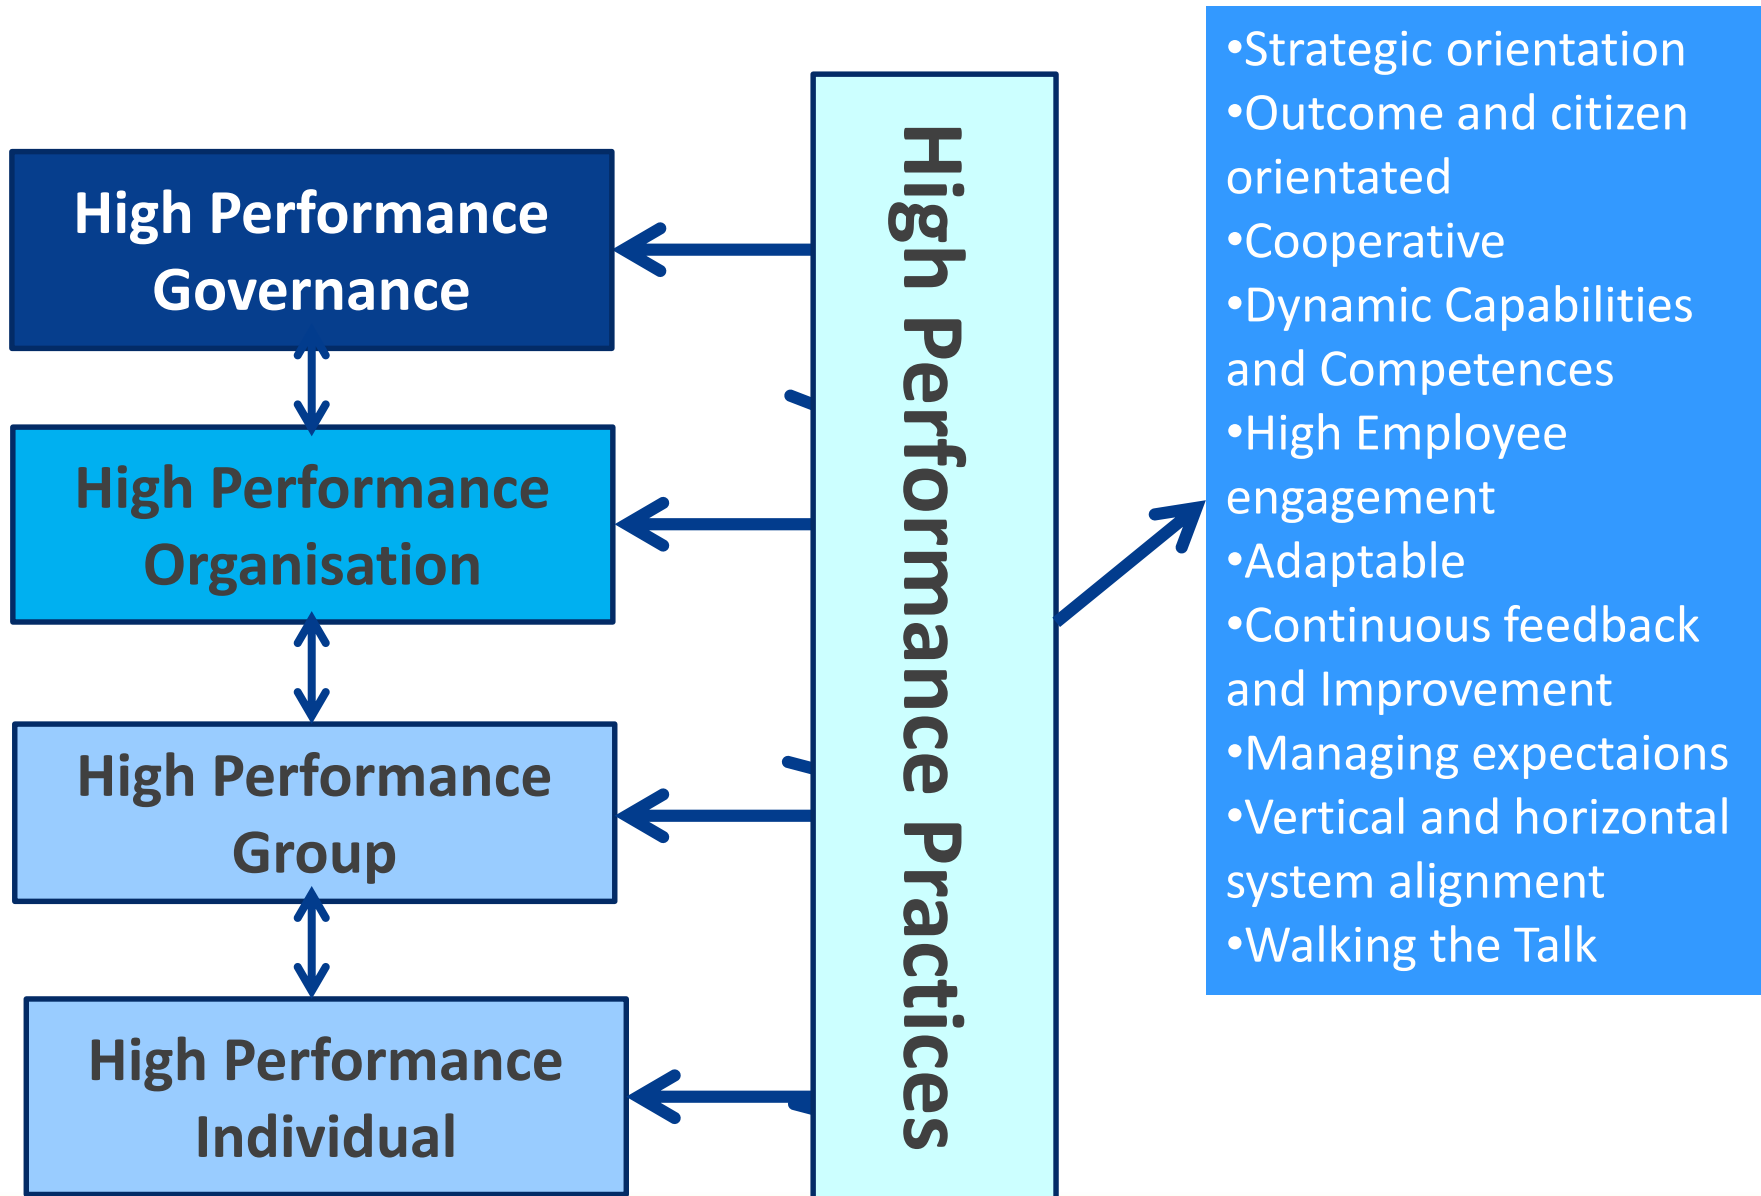 High Performance
Governance
High Performance
Organisation
High Performance
Group
High Performance
Individual
High Performance Practices
•Strategic orientation
•Outcome and citizen
orientated
•Cooperative
•Dynamic Capabilities
and Competences
•High Employee
engagement
•Adaptable
•Continuous feedback
and Improvement
•Managing expectaions
•Vertical and horizontal
system alignment
•Walking the Talk